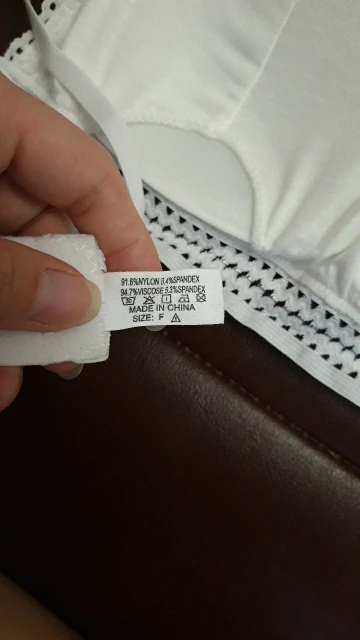 91.6%NYLON 8.4%SPANDEX
94.7%VISCOSE 5.3%SPANDEX
MADE IN CHINA
SIZE: F